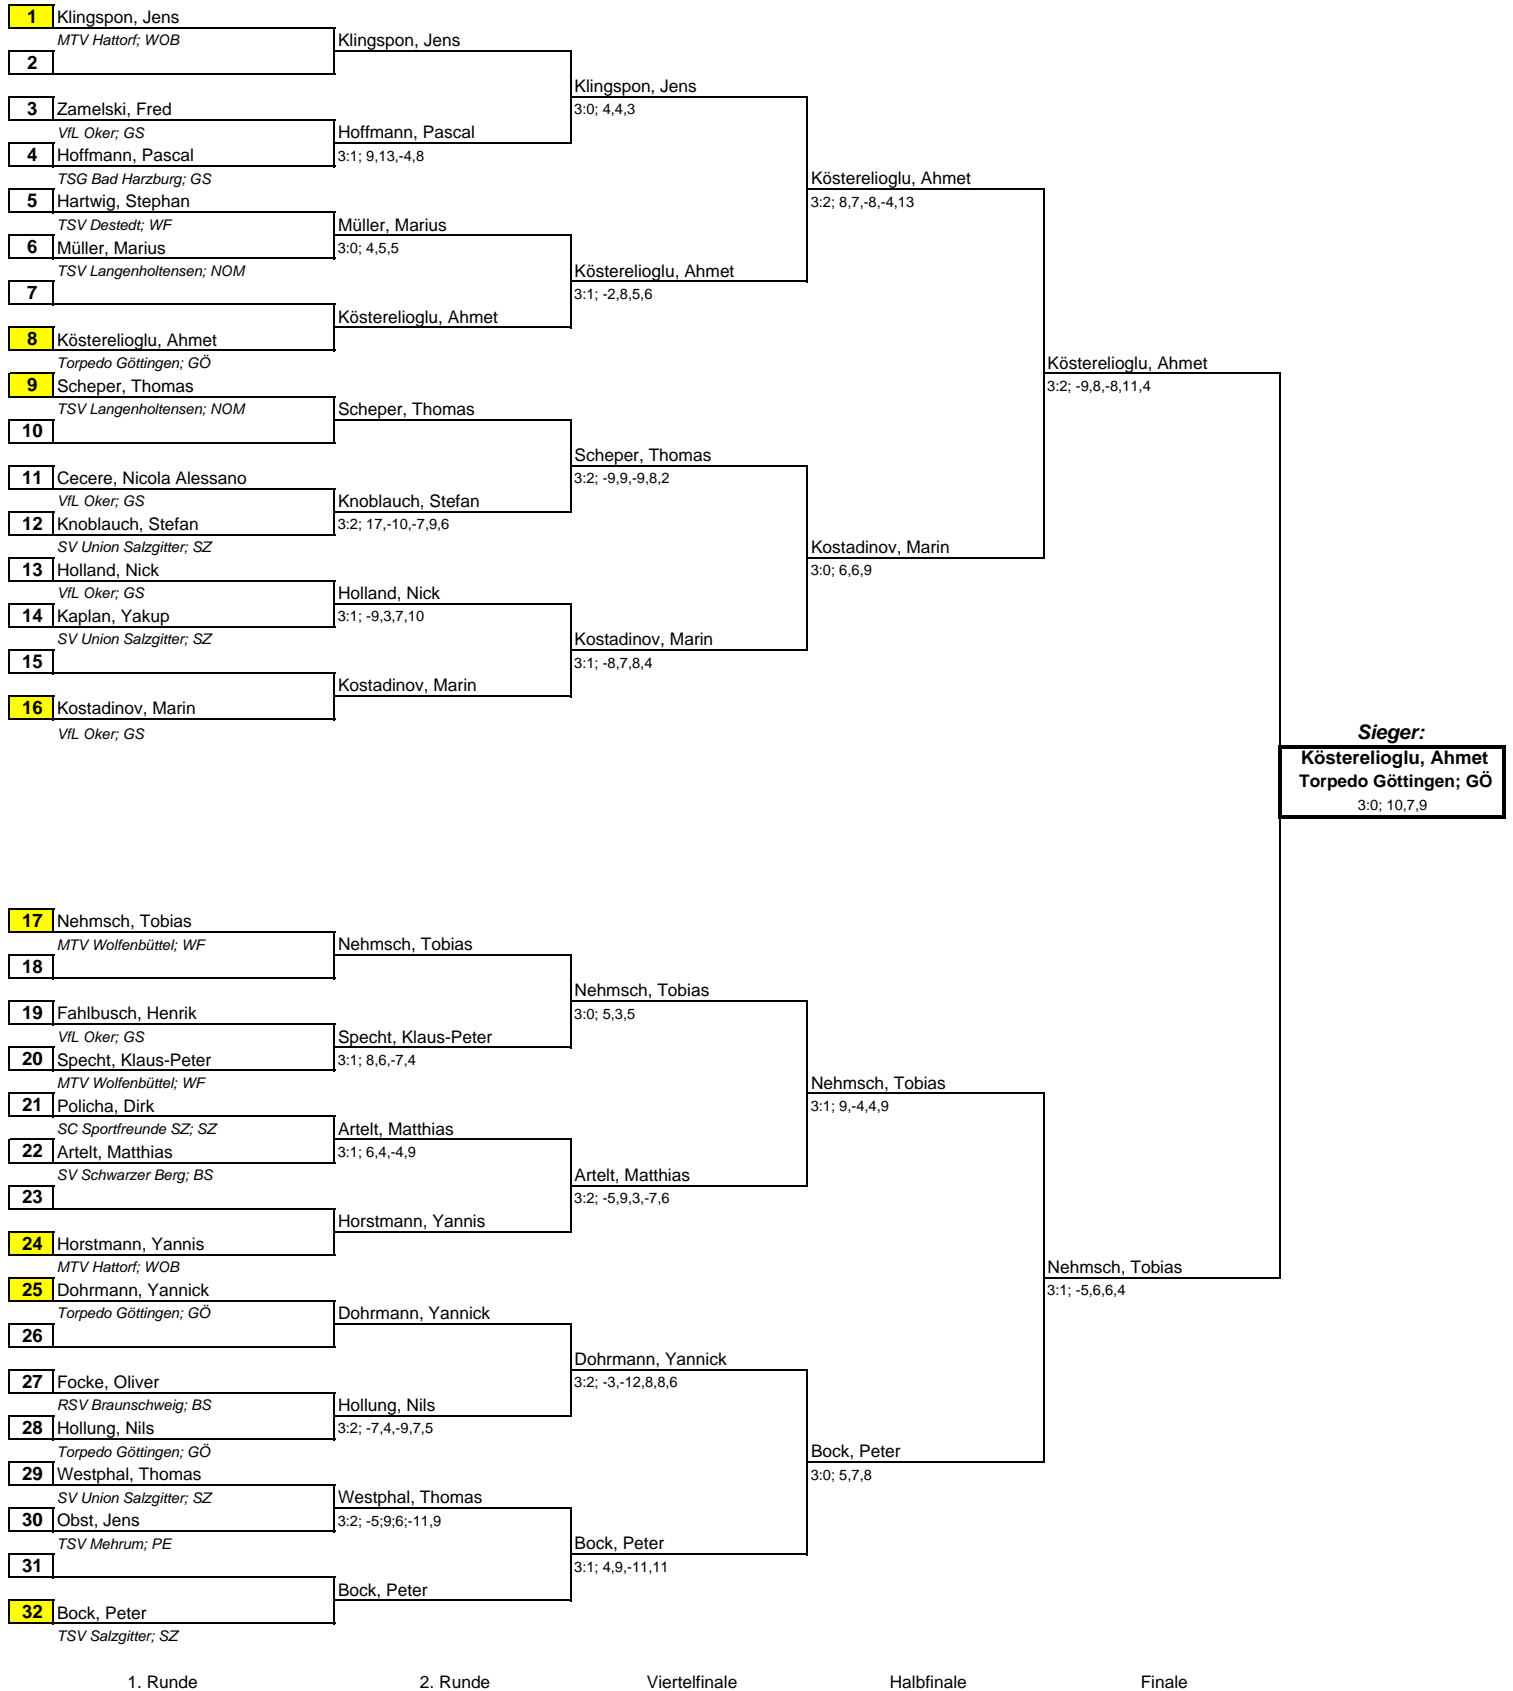 1 Klingspon, Jens
MTV Hattorf; WOB Klingspon, Jens
2
Klingspon, Jens
3 Zamelski, Fred 3:0; 4,4,3
VfL Oker; GS Hoffmann, Pascal
4 Hoffmann, Pascal 3:1; 9,13,-4,8
TSG Bad Harzburg; GS Kösterelioglu, Ahmet
5 Hartwig, Stephan 3:2; 8,7,-8,-4,13
TSV Destedt; WF Müller, Marius
6 Müller, Marius 3:0; 4,5,5
TSV Langenholtensen; NOM Kösterelioglu, Ahmet
7 3:1; -2,8,5,6
Kösterelioglu, Ahmet
8 Kösterelioglu, Ahmet
Torpedo Göttingen; GÖ Kösterelioglu, Ahmet
9 Scheper, Thomas 3:2; -9,8,-8,11,4
TSV Langenholtensen; NOM Scheper, Thomas
10
Scheper, Thomas
11 Cecere, Nicola Alessano 3:2; -9,9,-9,8,2
VfL Oker; GS Knoblauch, Stefan
12 Knoblauch, Stefan 3:2; 17,-10,-7,9,6
SV Union Salzgitter; SZ Kostadinov, Marin
13 Holland, Nick 3:0; 6,6,9
VfL Oker; GS Holland, Nick
14 Kaplan, Yakup 3:1; -9,3,7,10
SV Union Salzgitter; SZ Kostadinov, Marin
15 3:1; -8,7,8,4
Kostadinov, Marin
16 Kostadinov, Marin
VfL Oker; GS Sieger:
Kösterelioglu, Ahmet
Torpedo Göttingen; GÖ
3:0; 10,7,9
17 Nehmsch, Tobias
MTV Wolfenbüttel; WF Nehmsch, Tobias
18
Nehmsch, Tobias
19 Fahlbusch, Henrik 3:0; 5,3,5
VfL Oker; GS Specht, Klaus-Peter
20 Specht, Klaus-Peter 3:1; 8,6,-7,4
MTV Wolfenbüttel; WF Nehmsch, Tobias
21 Policha, Dirk 3:1; 9,-4,4,9
SC Sportfreunde SZ; SZ Artelt, Matthias
22 Artelt, Matthias 3:1; 6,4,-4,9
SV Schwarzer Berg; BS Artelt, Matthias
23 3:2; -5,9,3,-7,6
Horstmann, Yannis
24 Horstmann, Yannis
MTV Hattorf; WOB Nehmsch, Tobias
25 Dohrmann, Yannick 3:1; -5,6,6,4
Torpedo Göttingen; GÖ Dohrmann, Yannick
26
Dohrmann, Yannick
27 Focke, Oliver 3:2; -3,-12,8,8,6
RSV Braunschweig; BS Hollung, Nils
28 Hollung, Nils 3:2; -7,4,-9,7,5
Torpedo Göttingen; GÖ Bock, Peter
29 Westphal, Thomas 3:0; 5,7,8
SV Union Salzgitter; SZ Westphal, Thomas
30 Obst, Jens 3:2; -5;9;6;-11,9
TSV Mehrum; PE Bock, Peter
31 3:1; 4,9,-11,11
Bock, Peter
32 Bock, Peter
TSV Salzgitter; SZ
1. Runde 2. Runde Viertelfinale Halbfinale Finale